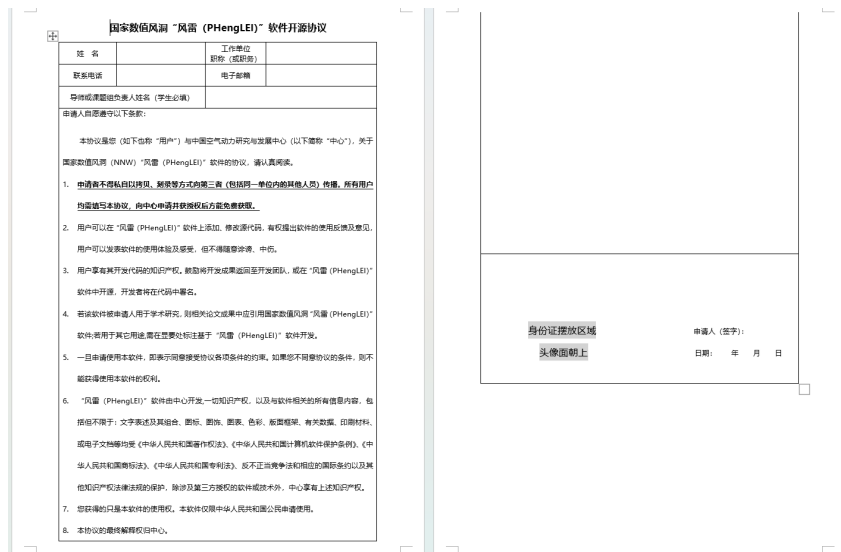 国家数值风洞“风雷（PHengLEI）”软件开源协议
姓 名
工作单位
职称（或职务）
联系电话
电子邮箱
导师或课题组负责人姓名（学生必填）
申请人自愿遵守以下条款：
本协议是您（如下也称“用户”）与中国空气动力研究与发展中心（以下简称“中心”），关于
国家数值风洞（NNW）“风雷（PHengLEI）”软件的协议，请认真阅读。
1. 申请者不得私自以拷贝、刻录等方式向第三者（包括同一单位内的其他人员）传播。所有用户
均需填写本协议，向中心申请并获授权后方能免费获取。
2. 用户可以在“风雷（PHengLEI)”软件上添加、修改源代码，有权提出软件的使用反馈及意见，
用户可以发表软件的使用体验及感受，但不得随意诽谤、中伤。
3. 用户享有其开发代码的知识产权。鼓励将开发成果返回至开发团队，或在“风雷（PHengLEI)”
软件中开源，开发者将在代码中署名。
4. 若该软件被申请人用于学术研究，则相关论文成果中应引用国家数值风洞“风雷（PHengLEI)”
软件;若用于其它用途,需在显要处标注基于“风雷（PHengLEI)”软件开发。
5. 一旦申请使用本软件，即表示同意接受协议各项条件的约束。如果您不同意协议的条件，则不
能获得使用本软件的权利。
6. “风雷（PHengLEI)”软件由中心开发,一切知识产权，以及与软件相关的所有信息内容，包
括但不限于：文字表述及其组合、图标、图饰、图表、色彩、版面框架、有关数据、印刷材料、
或电子文档等均受《中华人民共和国著作权法》、《中华人民共和国计算机软件保护条例》、《中
华人民共和国商标法》、《中华人民共和国专利法》、反不正当竞争法和相应的国际条约以及其
他知识产权法律法规的保护，除涉及第三方授权的软件或技术外，中心享有上述知识产权。
7. 您获得的只是本软件的使用权。本软件仅限中华人民共和国公民申请使用。
8. 本协议的最终解释权归中心。
身份证摆放区域
头像面朝上
申请人（签字）：
日期： 年 月 日